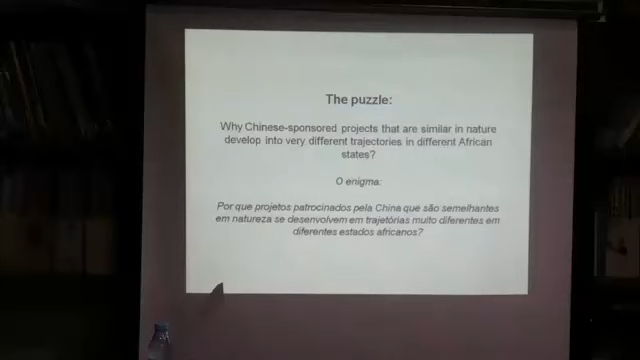 The puzzle:
Why Chinese-sponsored projects that are similar in nature
develop into very different trajectories in different African
states?
O enigma:
Por que projetos patrocinados pela China que são semelhantes
em natureza se desenvolvem em trajetórias muito diferentes em
diferentes estados africanos?